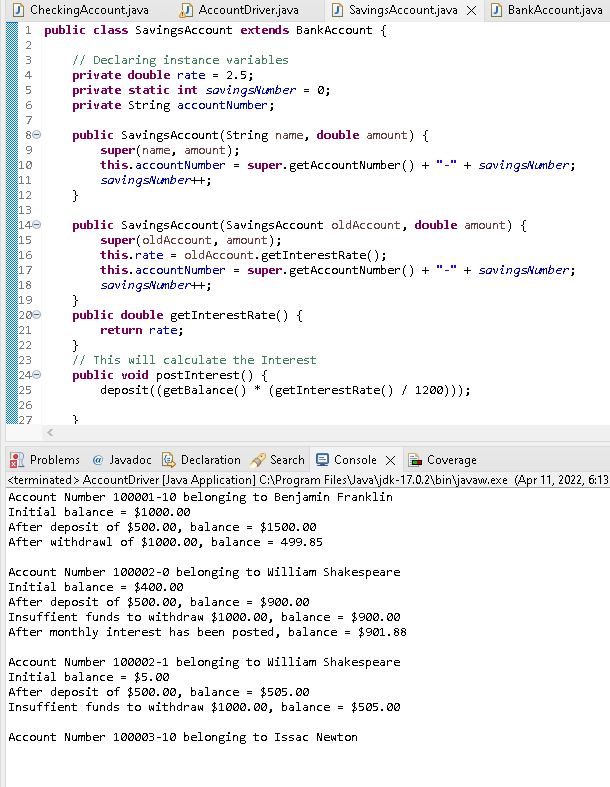 CheckingAccount.java AccountDriver.java SavingsAccount.java BankAccount.java
1 public class SavingsAccount extends BankAccount {
2
3 // Declaring instance variables
4 private double rate = 2.5;
5 private static int savingsNumber = 0;
6 private String accountNumber;
7
8 public SavingsAccount(String name, double amount) {
9 super(name, amount);
10 this.accountNumber = super.getAccountNumber() + "-" + savingsNumber;
11 savingsNumber++;
12 }
13
14 public SavingsAccount(SavingsAccount oldAccount, double amount) {
15 super(oldAccount, amount);
16 this.rate = oldAccount.getInterestRate();
17 this.accountNumber = super.getAccountNumber() + "-" + savingsNumber;
18 savingsNumber++;
19 }
20 public double getInterestRate() {
21 return rate;
22 }
23 // This will calculate the Interest
24 public void postInterest() {
25 deposit((getBalance() * (getInterestRate() / 1200)));
26
27 }
Problems @ Javadoc Declaration Search Console Coverage
<terminated> AccountDriver [Java Application] C:\Program Files\Java\jdk-17.0.2\bin\javaw.exe (Apr 11, 2022, 6:13
Account Number 100001-10 belonging to Benjamin Franklin
Initial balance = $1000.00
After deposit of $500.00, balance = $1500.00
After withdrawl of $1000.00, balance = 499.85
Account Number 100002-0 belonging to William Shakespeare
Initial balance = $400.00
After deposit of $500.00, balance = $900.00
Insufficient funds to withdraw $1000.00, balance = $900.00
After monthly interest has been posted, balance = $901.88
Account Number 100002-1 belonging to William Shakespeare
Initial balance = $5.00
After deposit of $500.00, balance = $505.00
Insufficient funds to withdraw $1000.00, balance = $505.00
Account Number 100003-10 belonging to Issac Newton